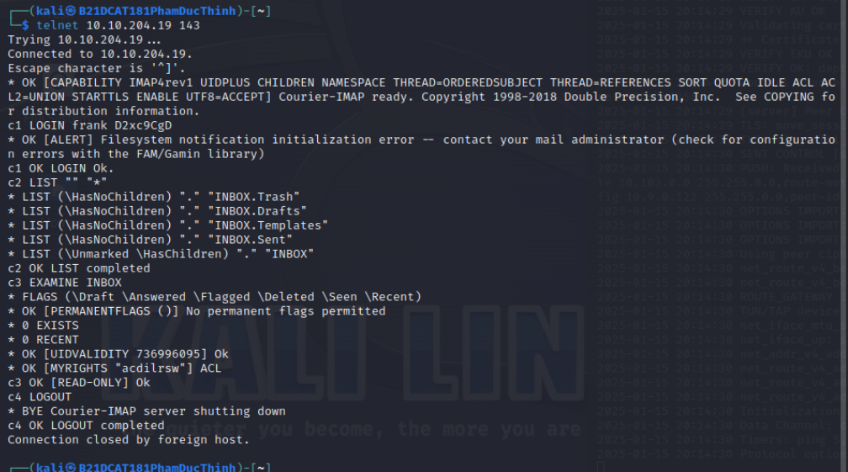 ┌──(kali㉿B21DCAT181PhamDucThinh)-[~]
└─$ telnet 10.10.204.19 143
Trying 10.10.204.19...
Connected to 10.10.204.19.
Escape character is '^]'.
* OK [CAPABILITY IMAP4rev1 UIDPLUS CHILDREN NAMESPACE THREAD=ORDEREDSUBJECT THREAD=REFERENCES SORT QUOTA IDLE ACL AC
L2=UNION STARTTLS ENABLE UTF8=ACCEPT] Courier-IMAP ready. Copyright 1998-2018 Double Precision, Inc.  See COPYING fo
r distribution information.
c1 LOGIN frank D2xc9CgD
* OK [ALERT] Filesystem notification initialization error -- contact your mail administrator (check for configuratio
n errors with the FAM/Gamin library)
c1 OK LOGIN Ok.
c2 LIST "" "*"
* LIST (\HasNoChildren) "." "INBOX.Trash"
* LIST (\HasNoChildren) "." "INBOX.Drafts"
* LIST (\HasNoChildren) "." "INBOX.Templates"
* LIST (\HasNoChildren) "." "INBOX.Sent"
* LIST (\Unmarked \HasChildren) "." "INBOX"
c2 OK LIST completed
c3 EXAMINE INBOX
* FLAGS (\Draft \Answered \Flagged \Deleted \Seen \Recent)
* OK [PERMANENTFLAGS ()] No permanent flags permitted
* 0 EXISTS
* 0 RECENT
* OK [UIDVALIDITY 736996095] Ok
* OK [MYRIGHTS "acdilrsw"] ACL
c3 OK [READ-ONLY] Ok
c4 LOGOUT
* BYE Courier-IMAP server shutting down
c4 OK LOGOUT completed
Connection closed by foreign host.
┌──(kali㉿B21DCAT181PhamDucThinh)-[~]
KALI LIN
quieter you become, the more you are